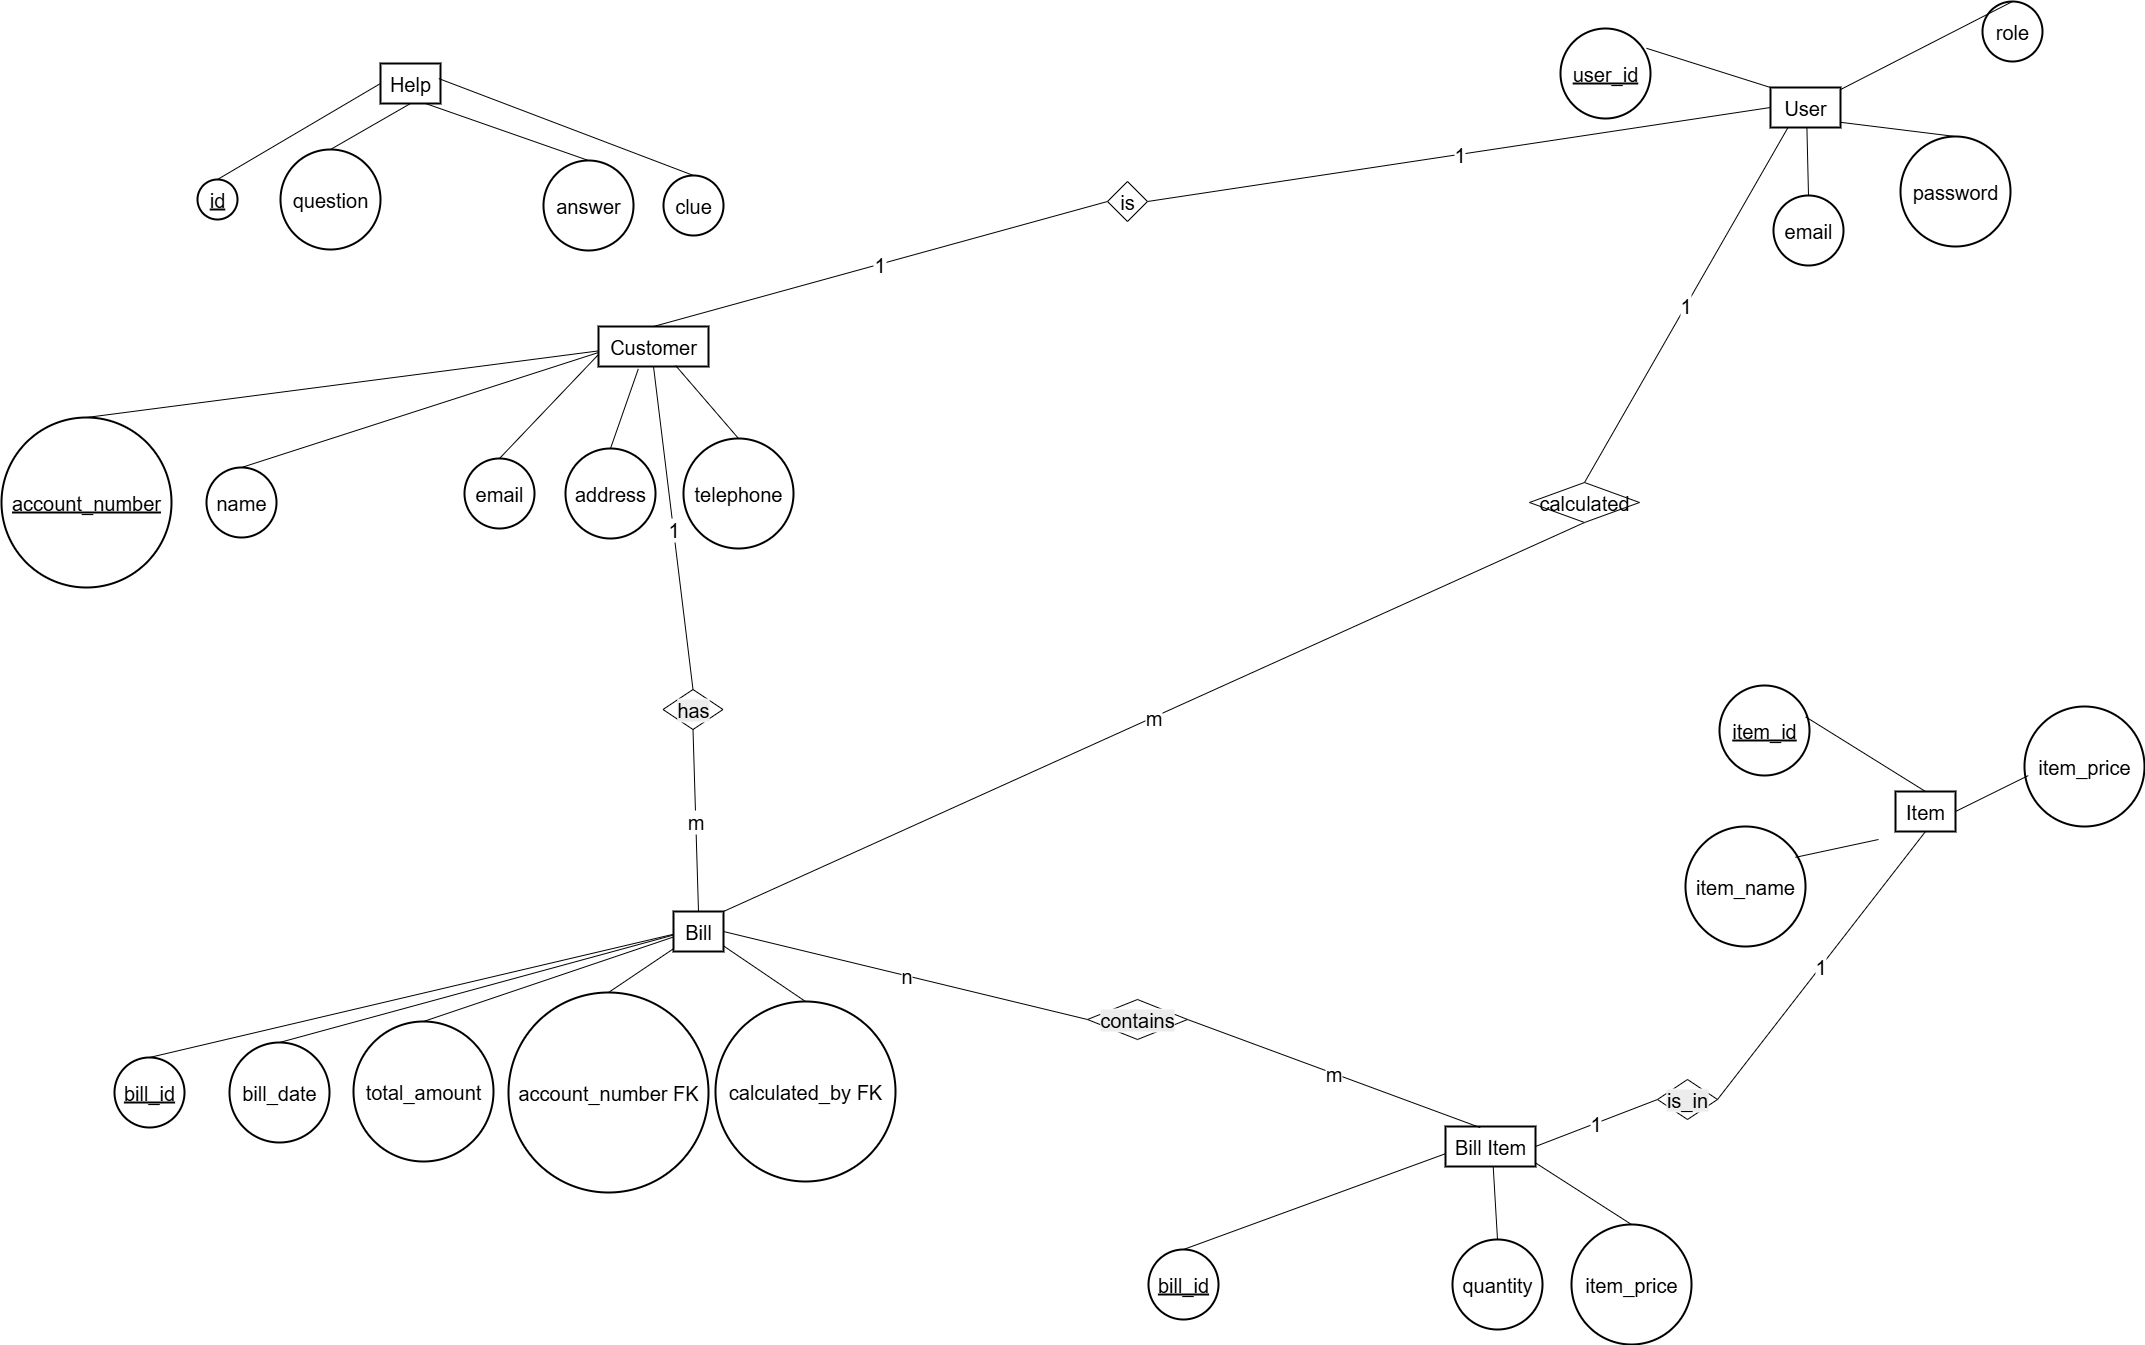 role
user_id
Help
User
1
password
id
question
answer
clue
is
email
1
1
Customer
account_number
name
email
address
telephone
calculated
1
has
m
item_id
item_price
m
Item
item_name
Bill
1
n
contains
bill_id
bill_date
total_amount
account_number FK
calculated_by FK
m
is_in
1
Bill Item
bill_id
quantity
item_price